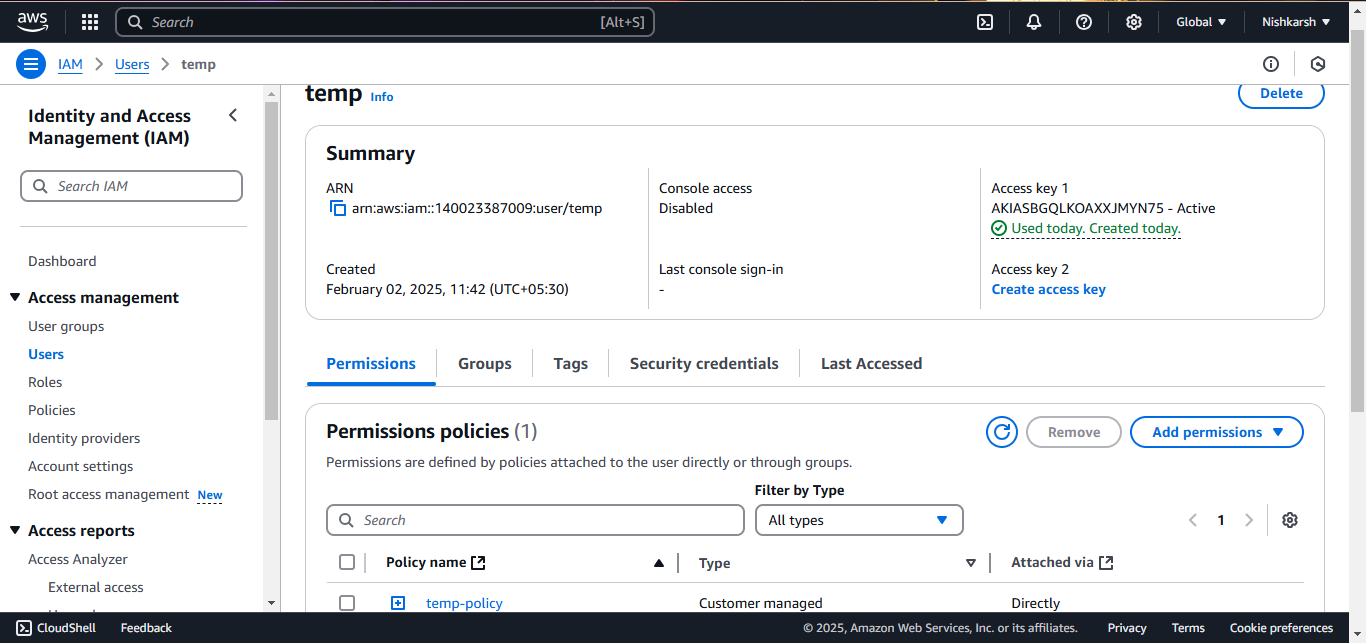 aws
Search
[Alt+S]
Global
Nishkarsh
IAM
Users
temp
Identity and Access
Management (IAM)
Search IAM
Dashboard
Access management
User groups
Users
Roles
Policies
Identity providers
Account settings
Root access management New
Access reports
Access Analyzer
External access
temp Info
Delete
Summary
ARN
arn:aws:iam::140023387009:user/temp
Created
February 02, 2025, 11:42 (UTC+05:30)
Console access
Disabled
Last console sign-in
-
Access key 1
AKIASBGQLKOAXXJMYN75 - Active
Used today. Created today.
Access key 2
Create access key
Permissions
Groups
Tags
Security credentials
Last Accessed
Permissions policies (1)
Remove
Add permissions
Permissions are defined by policies attached to the user directly or through groups.
Filter by Type
Search
All types
1
Policy name
Type
Attached via
temp-policy
Customer managed
Directly
CloudShell
Feedback
© 2025, Amazon Web Services, Inc. or its affiliates.
Privacy
Terms
Cookie preferences